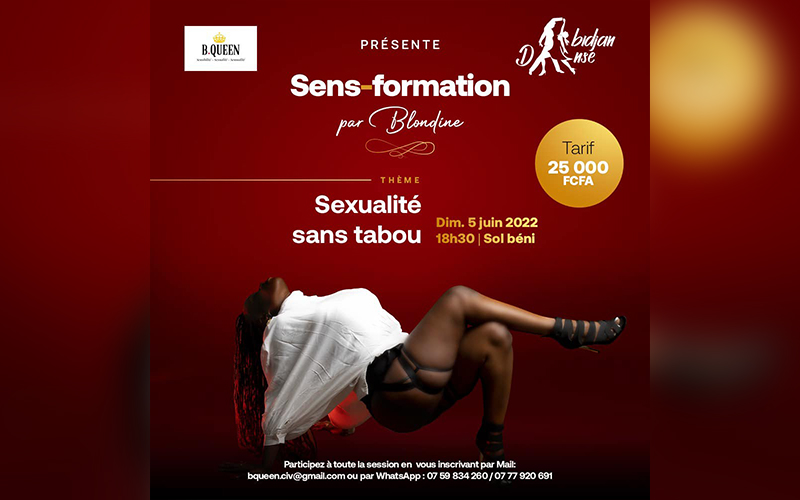 B.QUEEN
PRÉSENTE
Abidjan
Danse
Sens-formation
par Blondine
Tarif
25 000
FCFA
THÈME
Sexualité
sans tabou
Dim. 5 juin 2022
18h30 | Sol béni
Participez à toute la session en vous inscrivant par Mail:
bqueen.civ@gmail.com ou par WhatsApp : 07 59 834 260 / 07 77 920 691